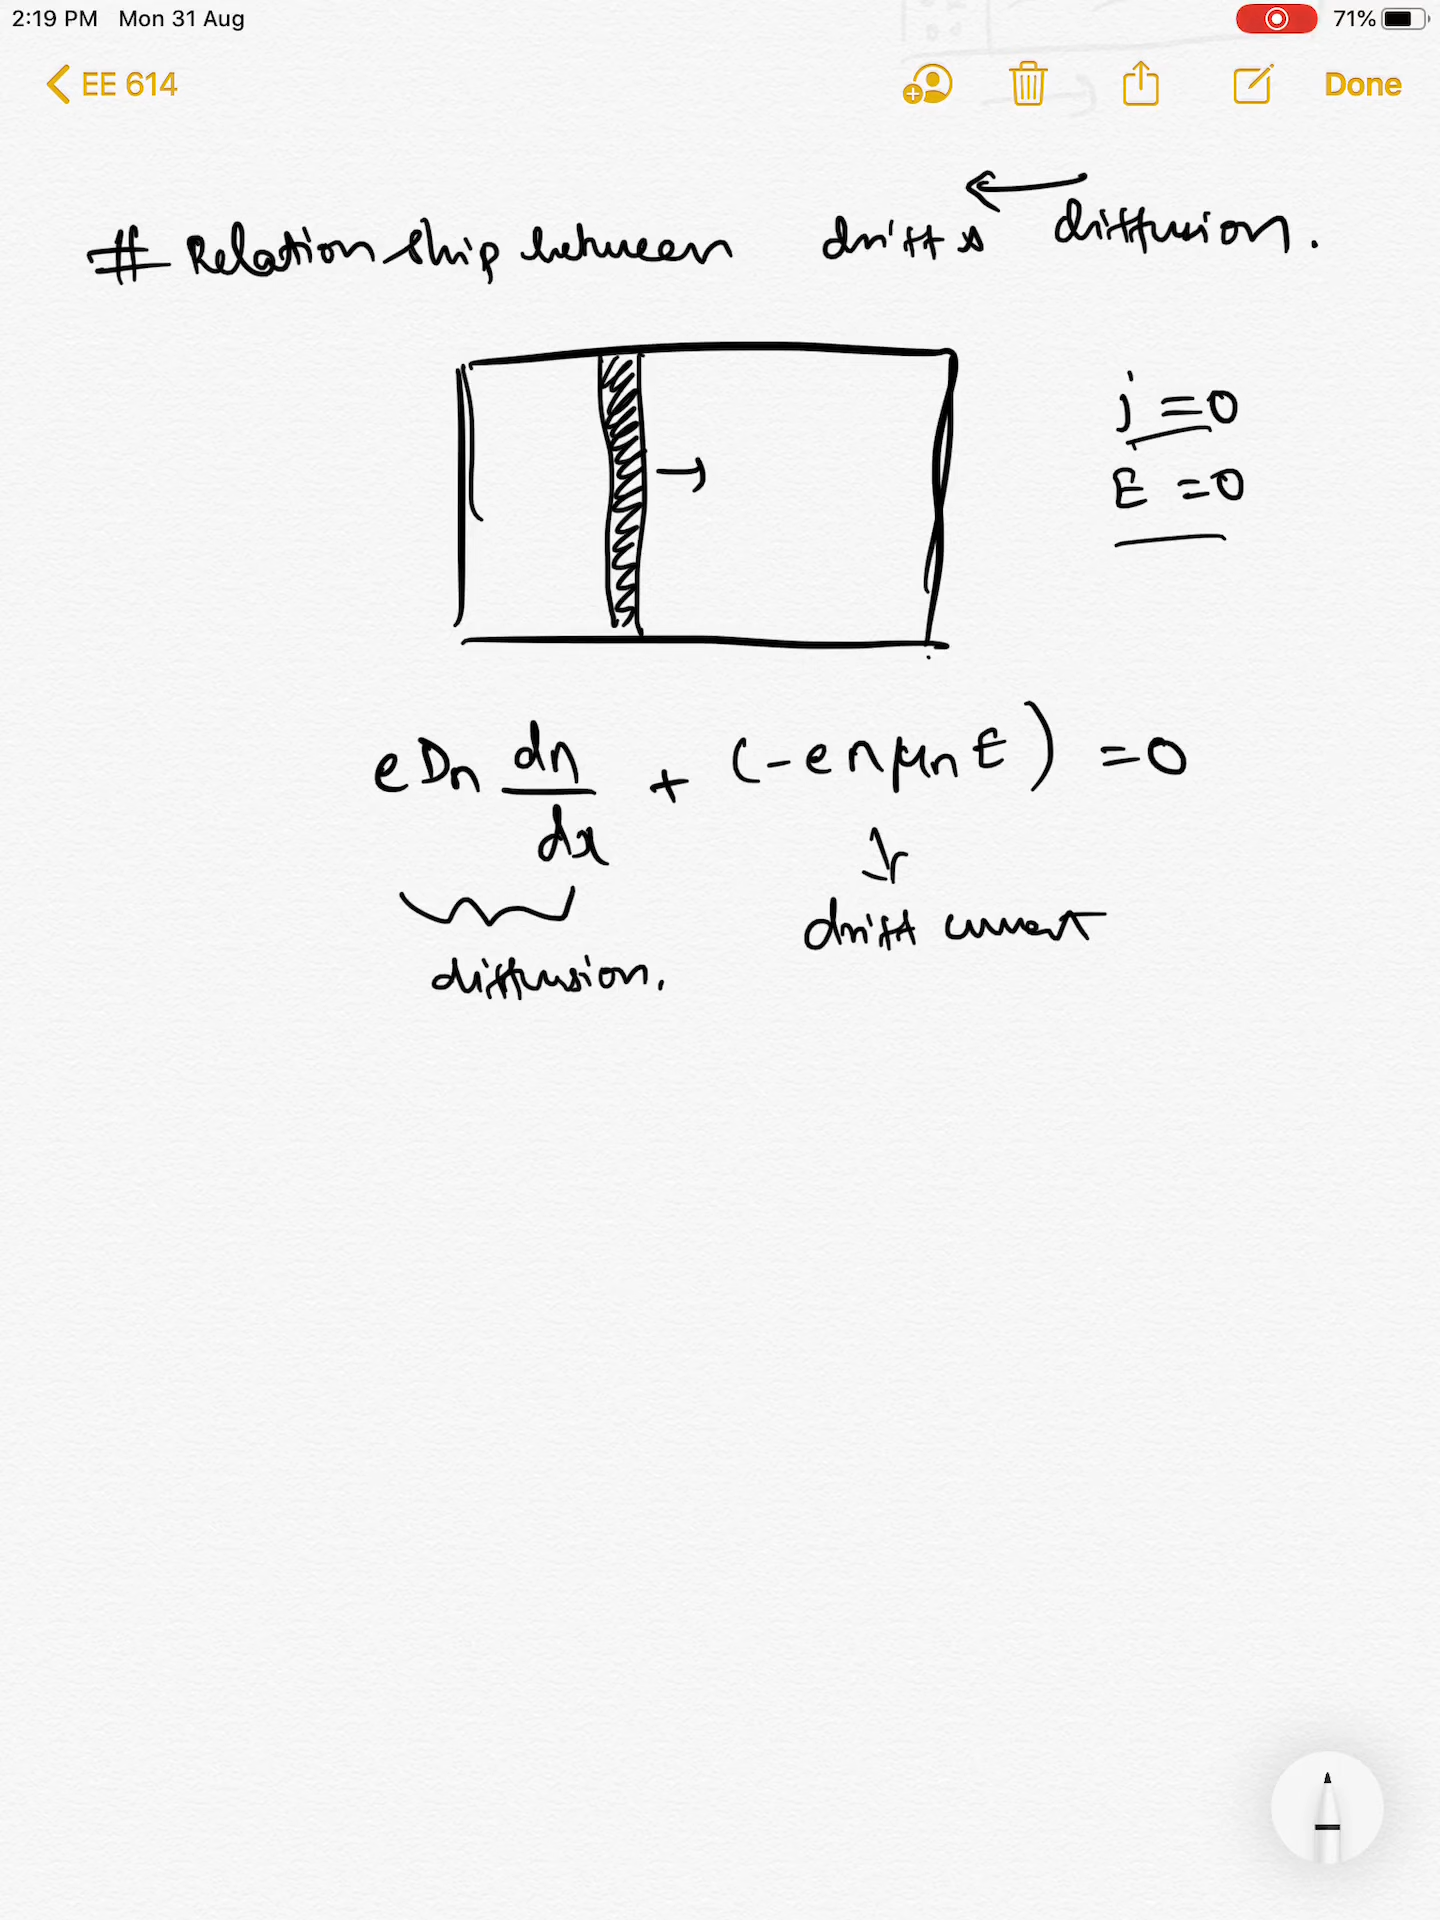 2:19 PM Mon 31 Aug 71%
EE 614 Done
# Relationship between drift & diffusion.
j = 0
E = 0
eDn dn/dx + (-enμnE) = 0
drift current
diffusion.